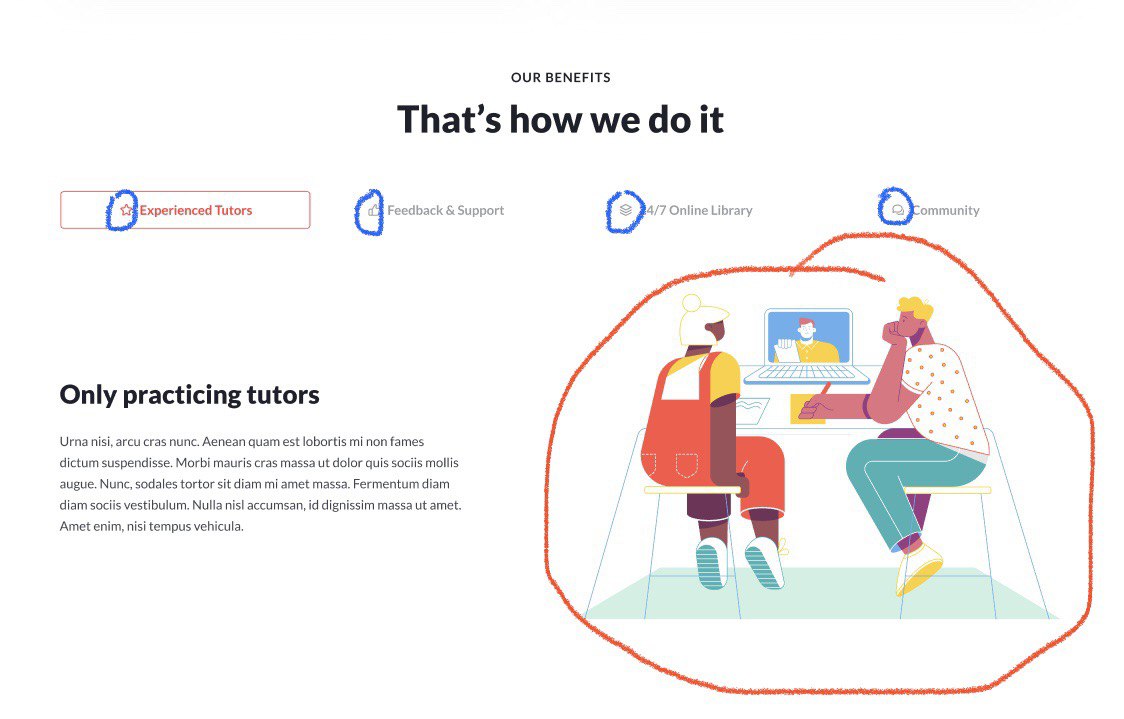 OUR BENEFITS
That’s how we do it
Experienced Tutors
Feedback & Support
24/7 Online Library
Community
Only practicing tutors
Urna nisi, arcu cras nunc. Aenean quam est lobortis mi non fames
dictum suspendisse. Morbi mauris cras massa ut dolor quis sociis mollis
augue. Nunc, sodales tortor sit diam mi amet massa. Fermentum diam
diam sociis vestibulum. Nulla nisl accumsan, id dignissim massa ut amet.
Amet enim, nisi tempus vehicula.